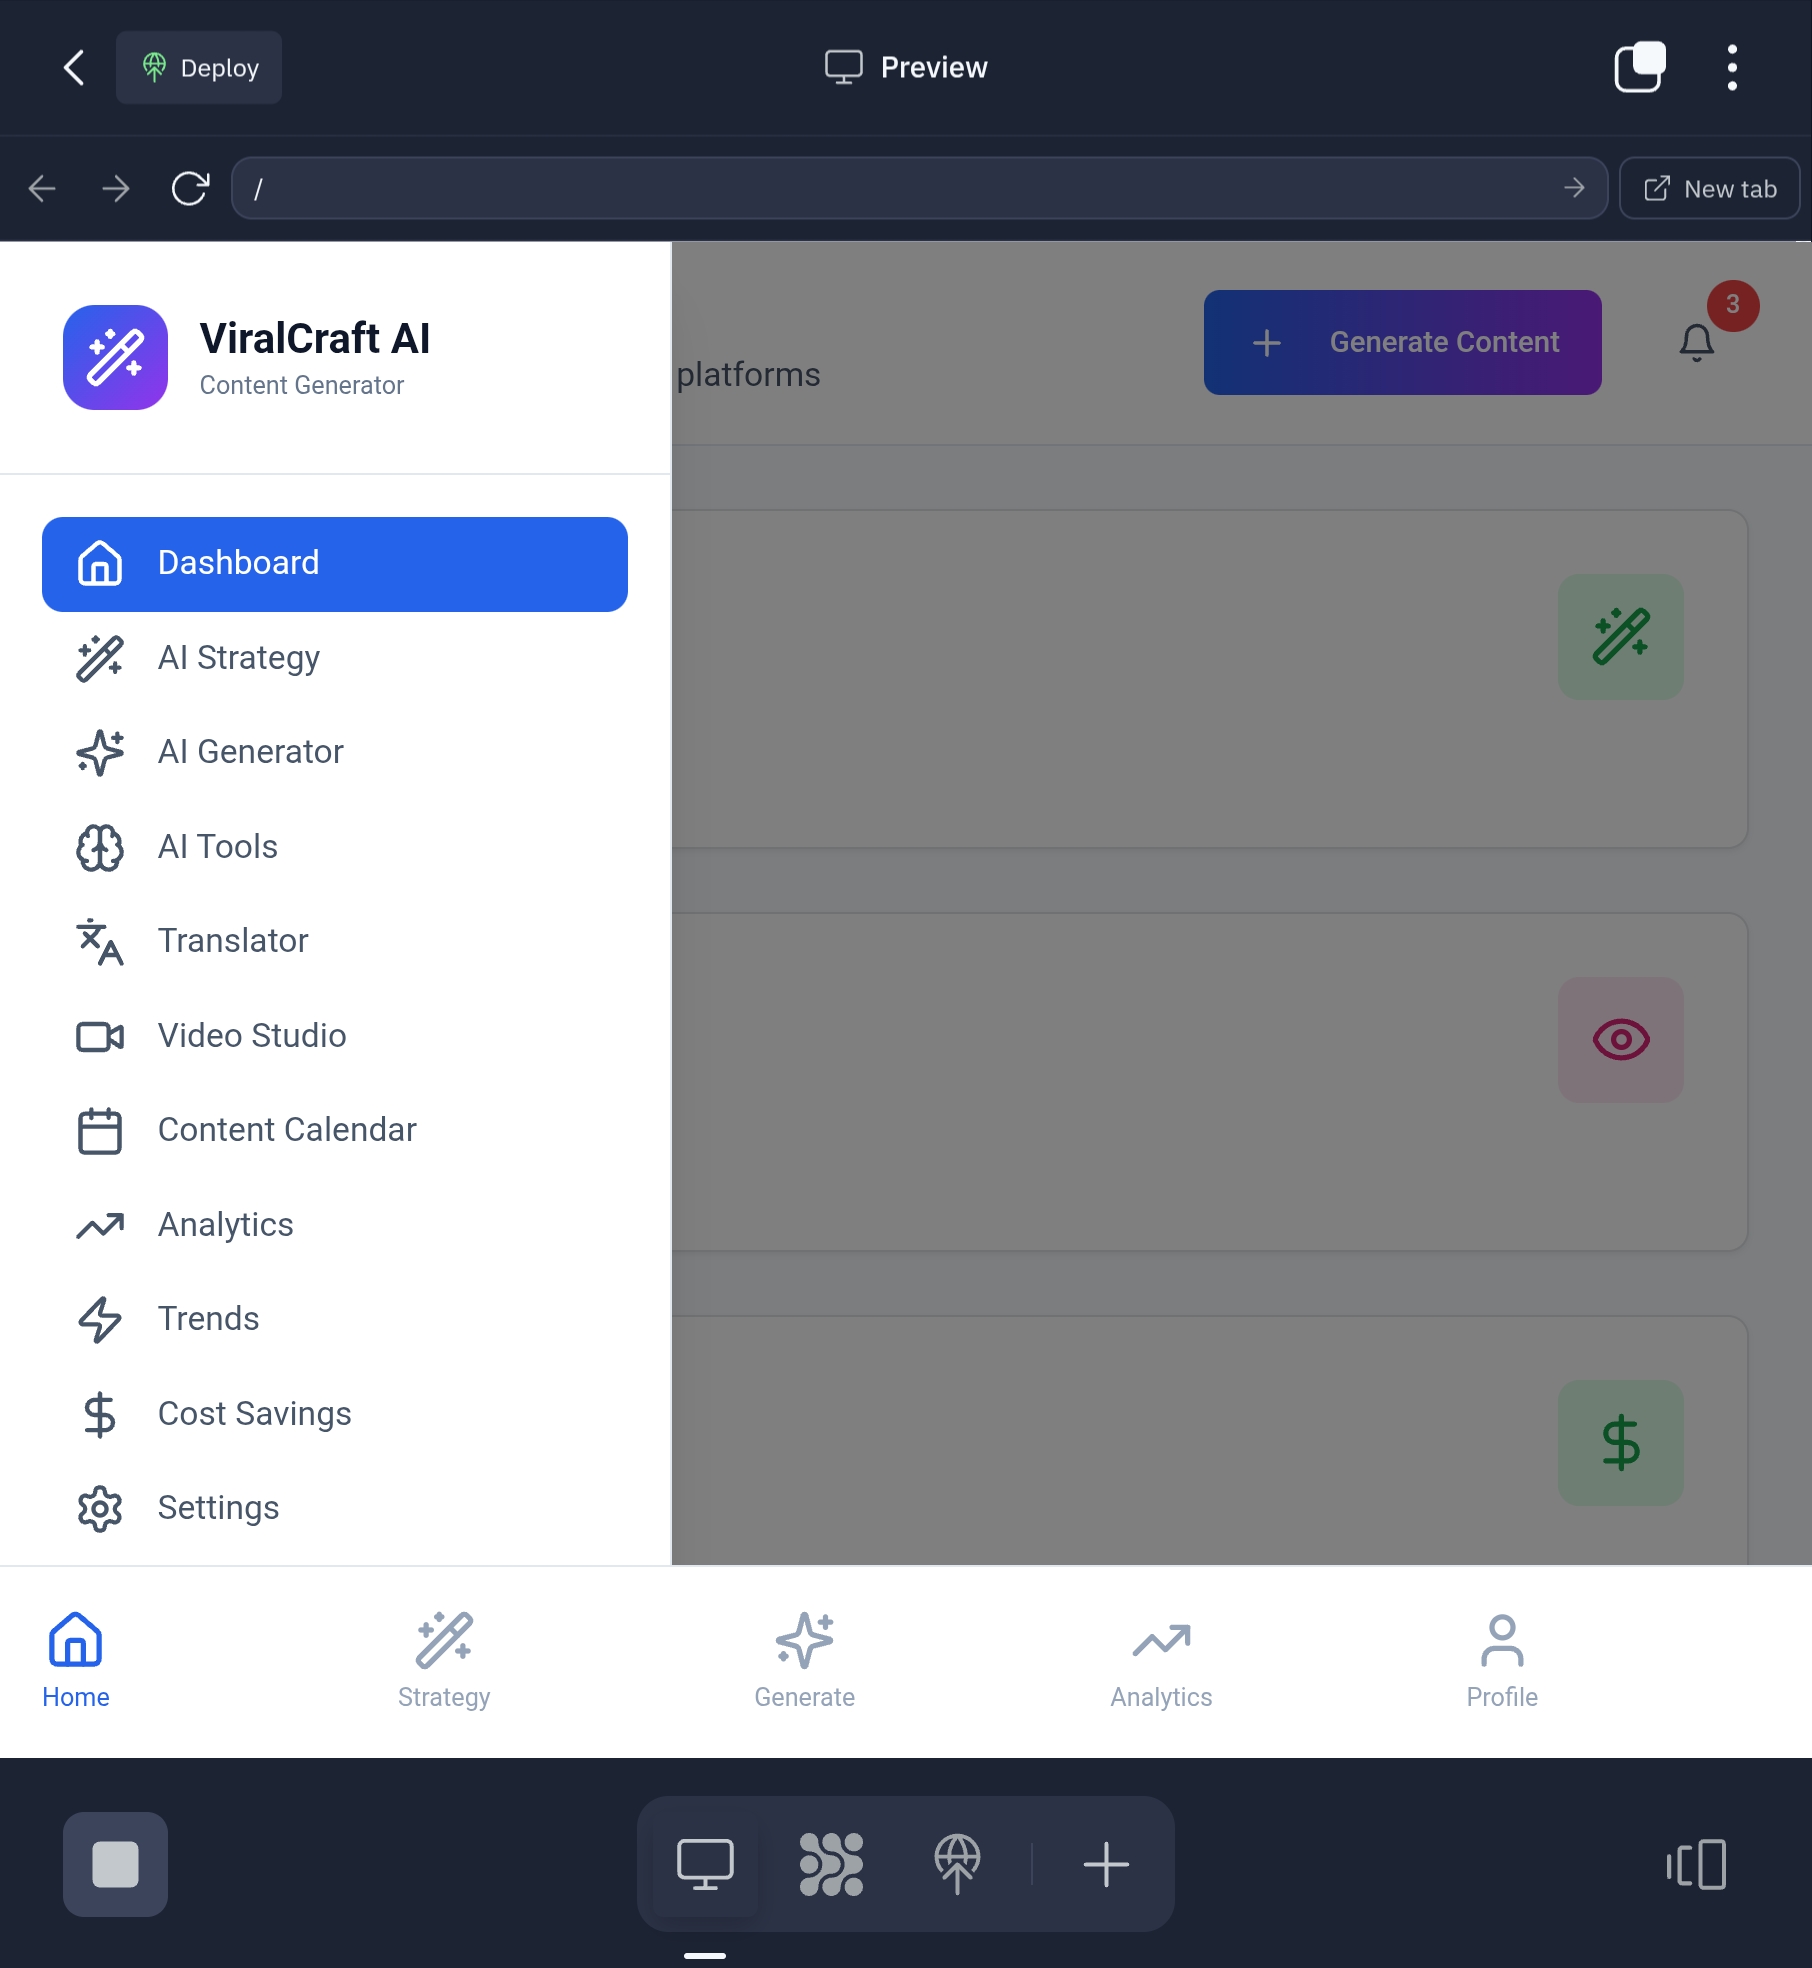 Deploy
Preview
/
New tab
ViralCraft AI
Content Generator
platforms
Generate Content
3
Dashboard
AI Strategy
AI Generator
AI Tools
Translator
Video Studio
Content Calendar
Analytics
Trends
Cost Savings
Settings
Home
Strategy
Generate
Analytics
Profile